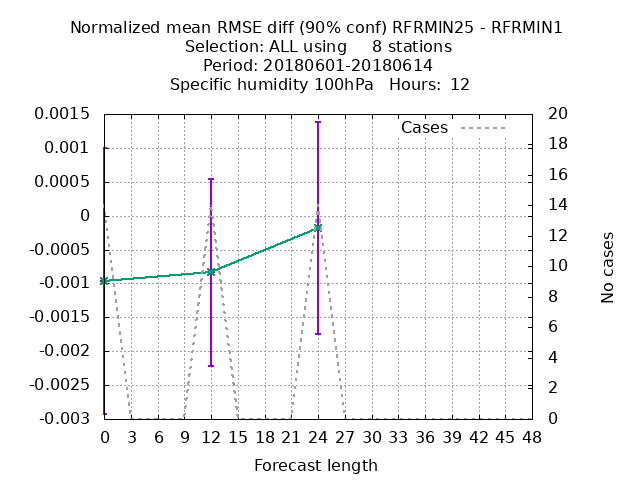 Normalized mean RMSE diff (90% conf) RFRMIN25 - RFRMIN1
Selection: ALL using     8 stations
Period: 20180601-20180614
Specific humidity 100hPa   Hours:  12
Cases
0.0015
0.001
0.0005
0
-0.0005
-0.001
-0.0015
-0.002
-0.0025
-0.003
20
18
16
14
12
10
8
6
4
2
0
No cases
0 3 6 9 12 15 18 21 24 27 30 33 36 39 42 45 48
Forecast length